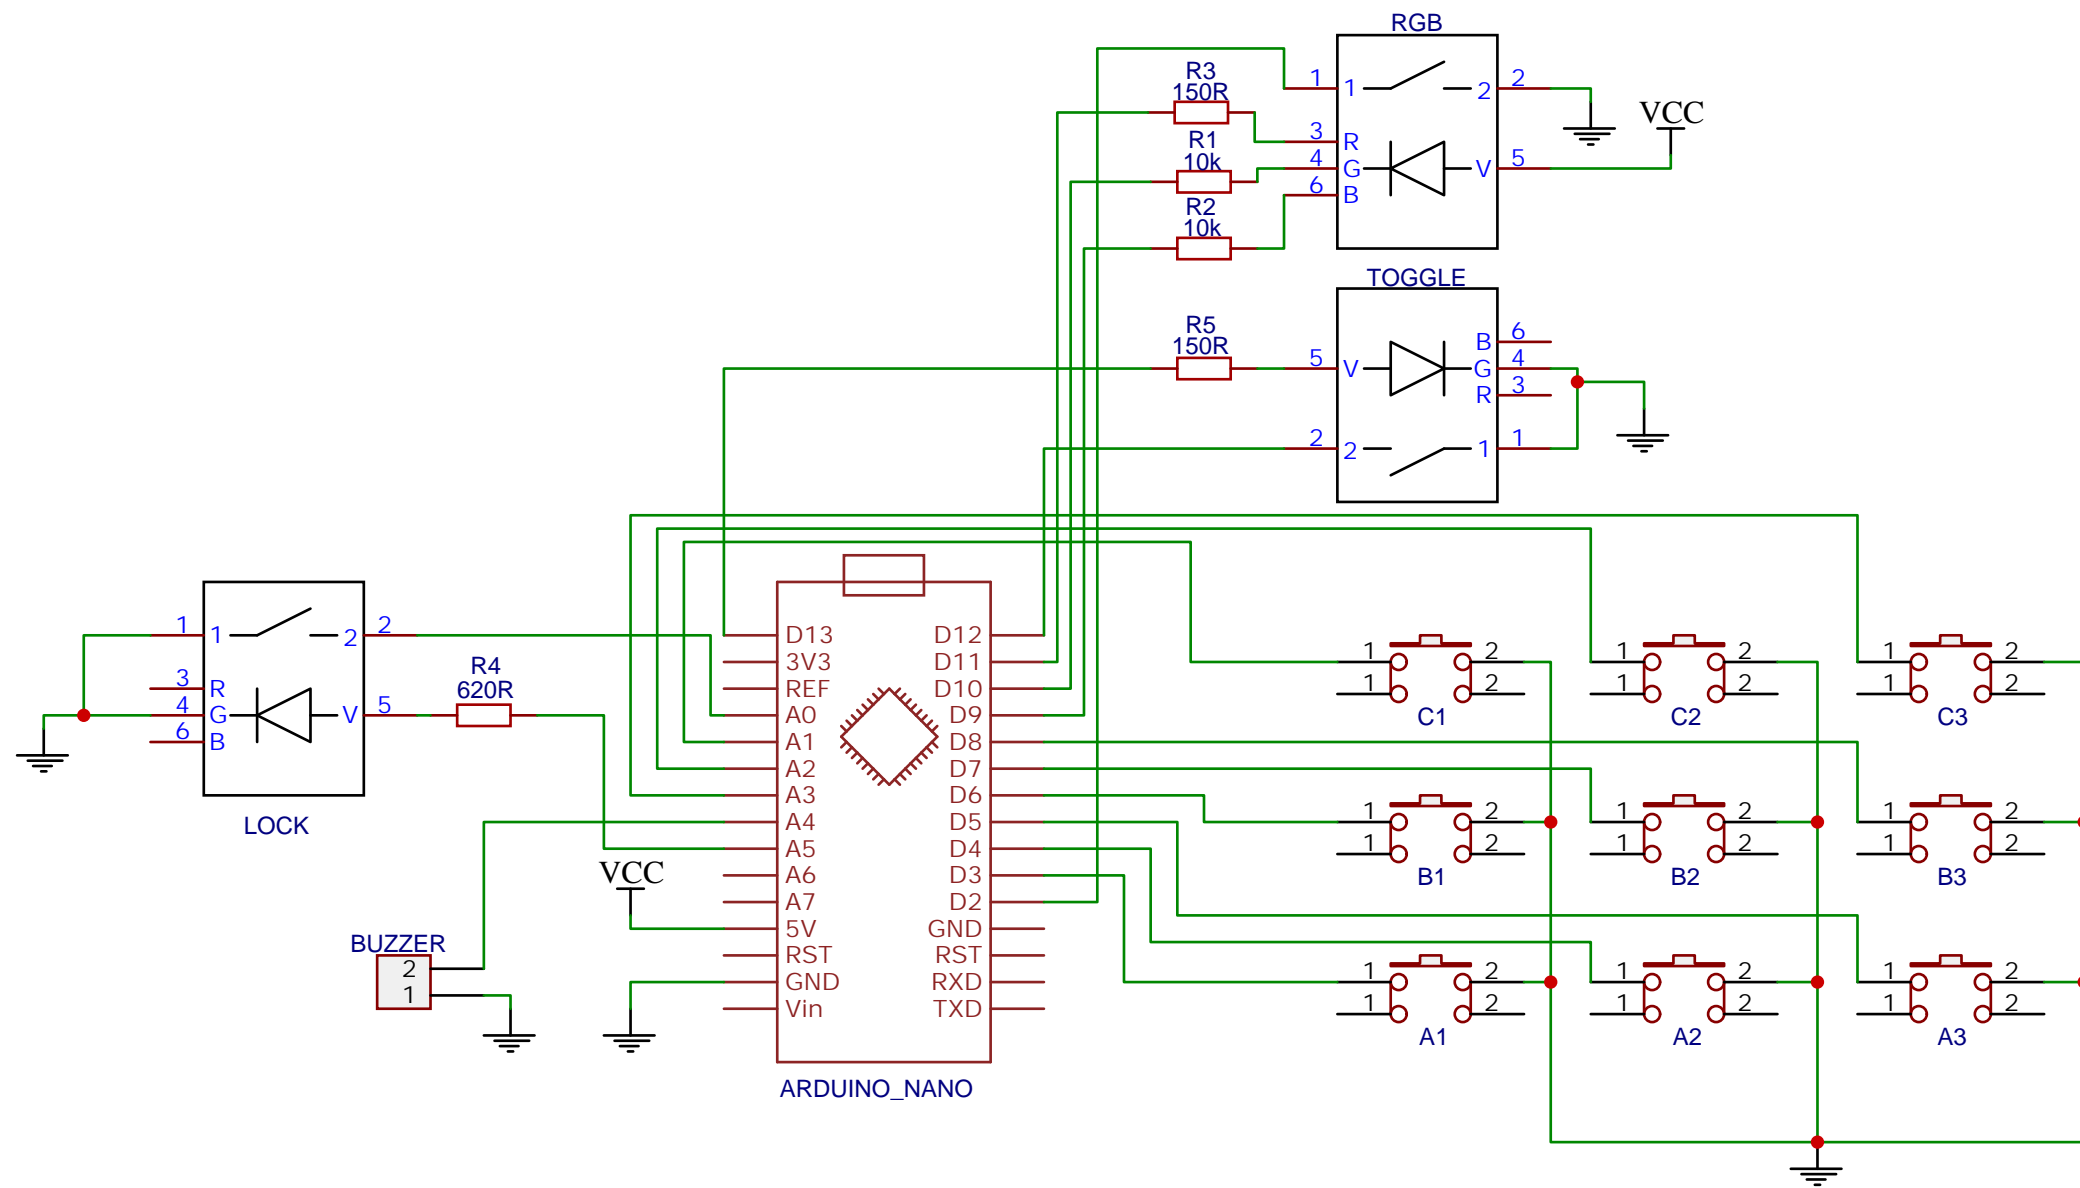 RGB
1 1 2 2
R3
150R
3 R
VCC
R1
10k
4 G V 5
6 B
R2
10k
TOGGLE
R5
150R
B 6
5 V G 4
R 3
2 2 1 1
LOCK
1 1 2 2
3 R
4 G V 5
6 B
R4
620R
D13 D12
3V3 D11
REF D10
A0 D9
A1 D8
A2 D7
A3 D6
A4 D5
A5 D4
A6 D3
A7 D2
5V GND
RST RST
GND RXD
Vin TXD
ARDUINO_NANO
VCC
BUZZER
2
1
1 2 1 2 1 2
1 2 1 2 1 2
C1 C2 C3
1 2 1 2 1 2
1 2 1 2 1 2
B1 B2 B3
1 2 1 2 1 2
1 2 1 2 1 2
A1 A2 A3